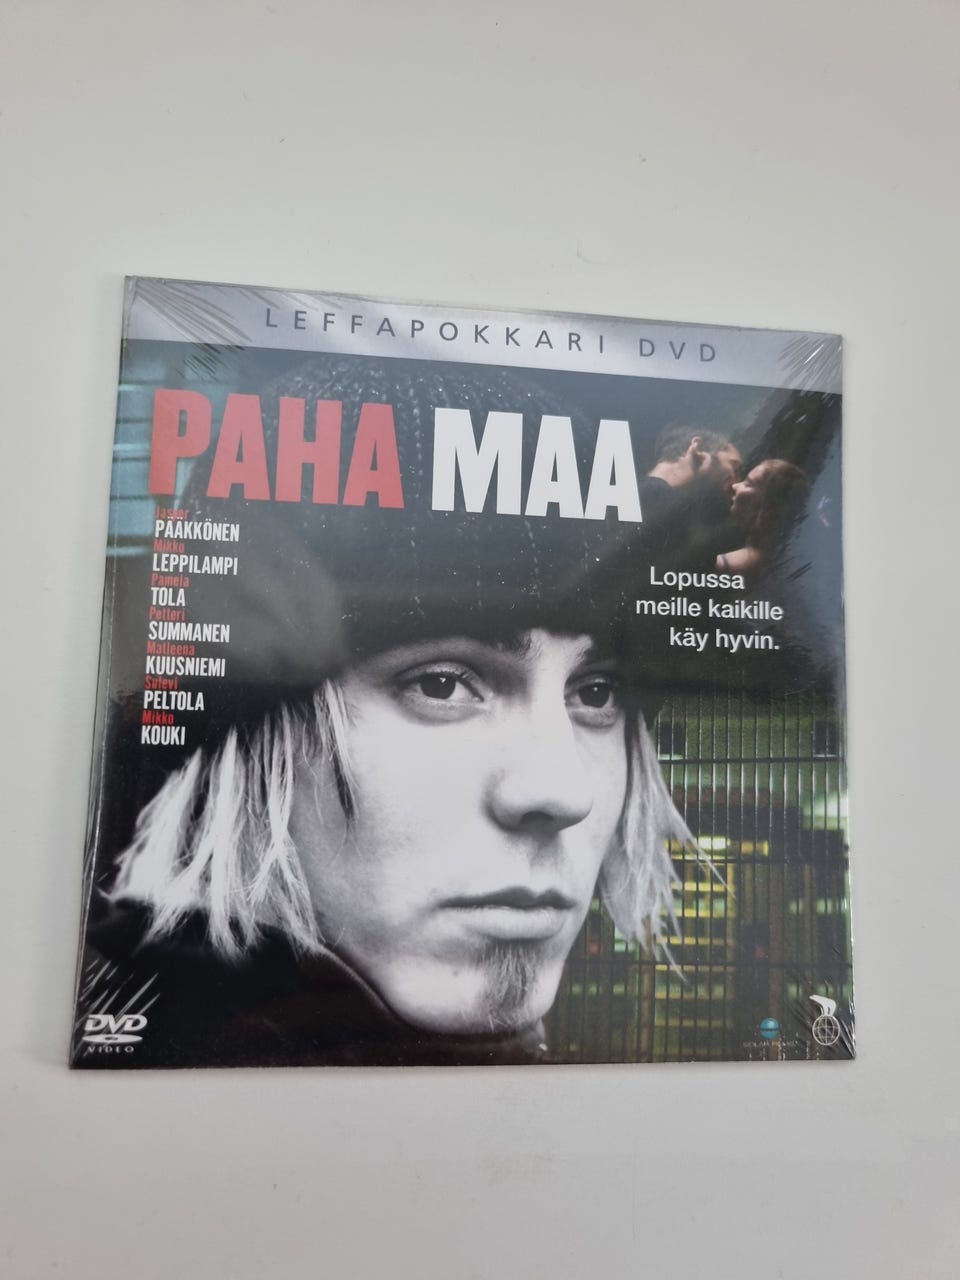 LEFFAPOKKARI DVD
PAHA MAA
Jasper
PÄÄKKÖNEN
Mikko
LEPPILAMPI
Pamela
TOLA
Petteri
SUMMANEN
Matleena
KUUSNIEMI
Sulevi
PELTOLA
Mikko
KOUKI
Lopussa
meille kaikille
käy hyvin.
DVD
VIDEO